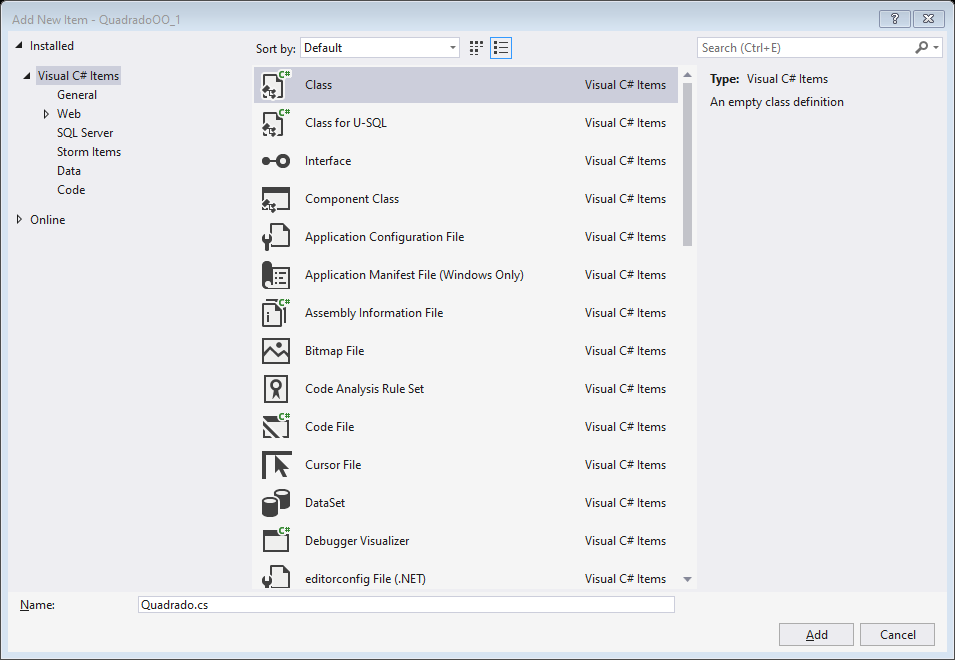 Add New Item - QuadradoOO_1
Installed
Visual C# Items
General
Web
SQL Server
Storm Items
Data
Code
Online
Sort by: Default
Class Visual C# Items
Class for U-SQL Visual C# Items
Interface Visual C# Items
Component Class Visual C# Items
Application Configuration File Visual C# Items
Application Manifest File (Windows Only) Visual C# Items
Assembly Information File Visual C# Items
Bitmap File Visual C# Items
Code Analysis Rule Set Visual C# Items
Code File Visual C# Items
Cursor File Visual C# Items
DataSet Visual C# Items
Debugger Visualizer Visual C# Items
editorconfig File (.NET) Visual C# Items
Search (Ctrl+E)
Type: Visual C# Items
An empty class definition
Name: Quadrado.cs
Add Cancel